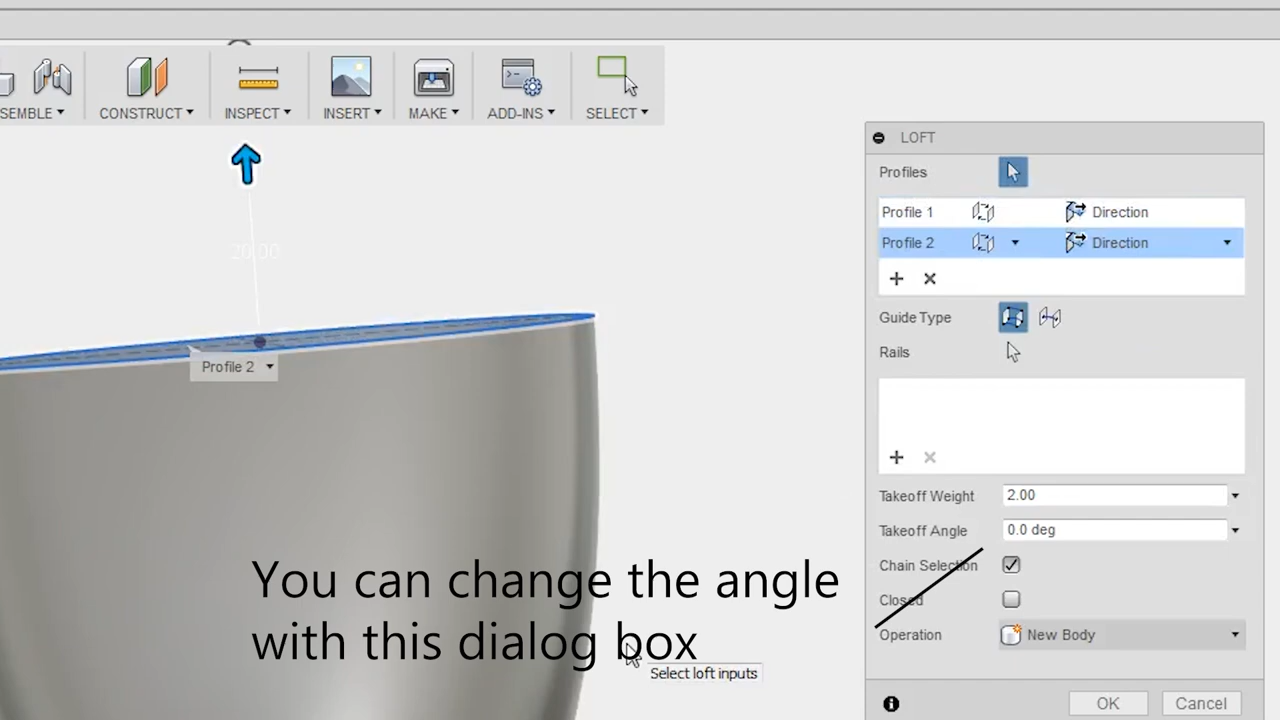 SEMBLE CONSTRUCT INSPECT INSERT MAKE ADD-INS SELECT
LOFT
Profiles
Profile 1 Direction
Profile 2 Direction
20.00
Guide Type
Profile 2
Rails
Takeoff Weight 2.00
Takeoff Angle 0.0 deg
Chain Selection
Closed
Operation New Body
You can change the angle
with this dialog box
Select loft inputs
OK Cancel